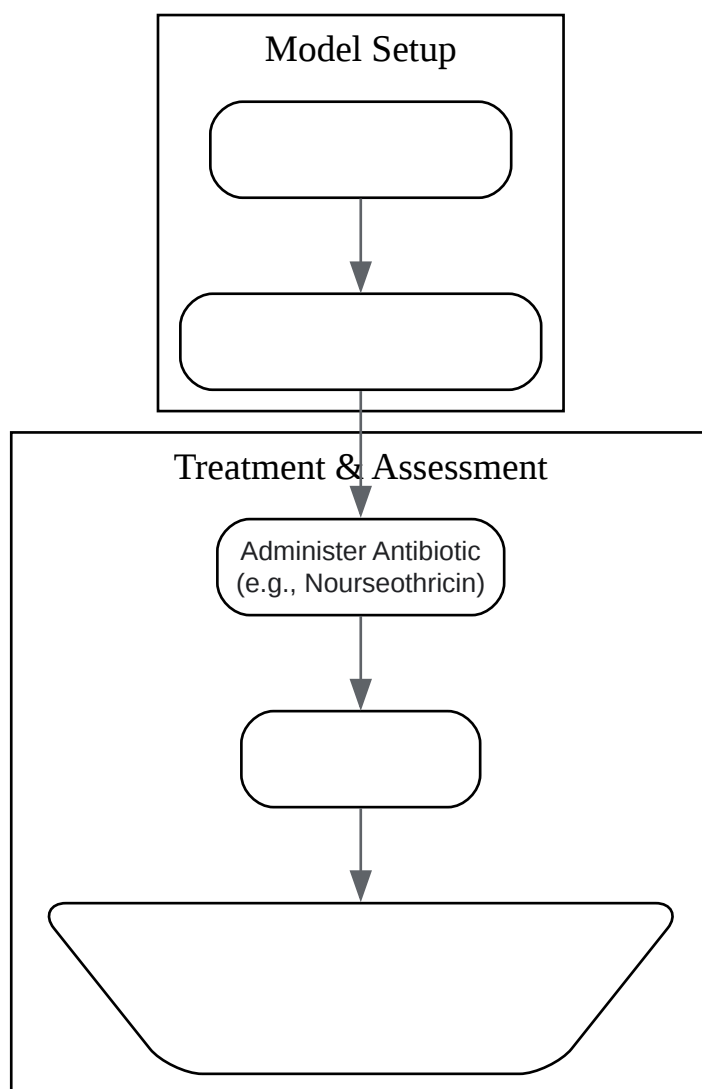 Model Setup
Treatment & Assessment
Administer Antibiotic
(e.g., Nourseothricin)